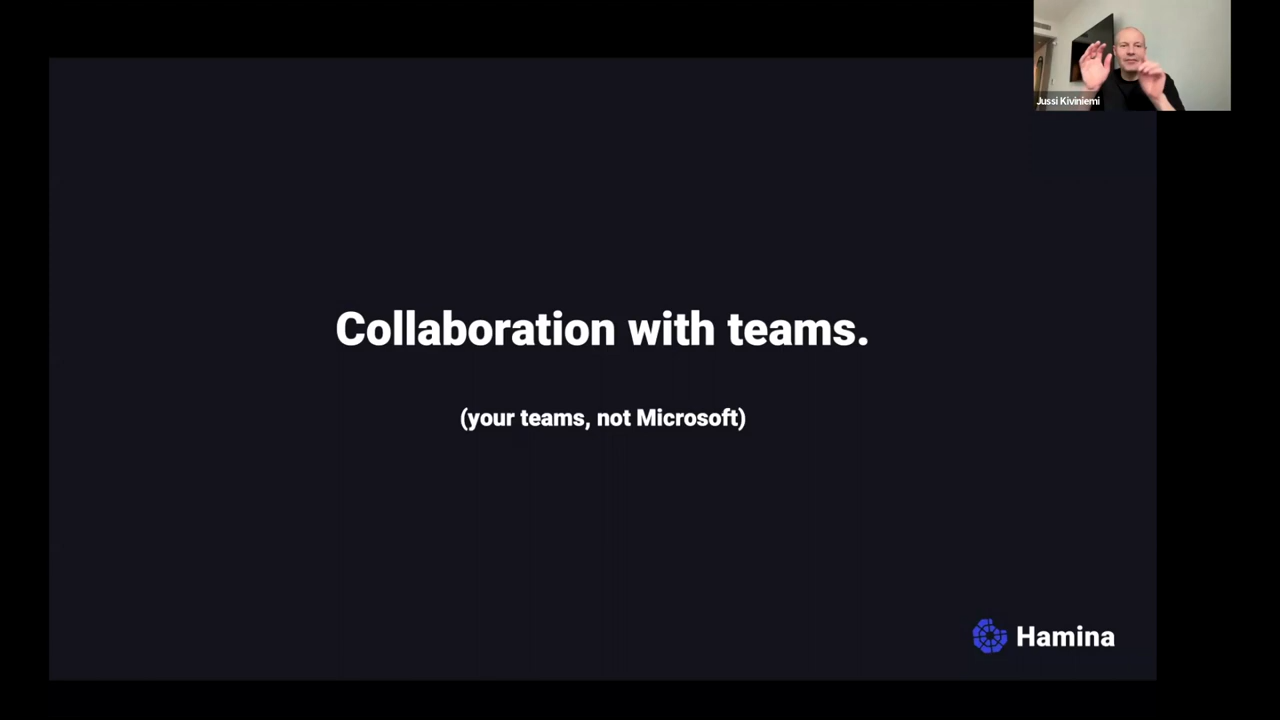 Jussi Kiviniemi
Collaboration with teams.
(your teams, not Microsoft)
Hamina